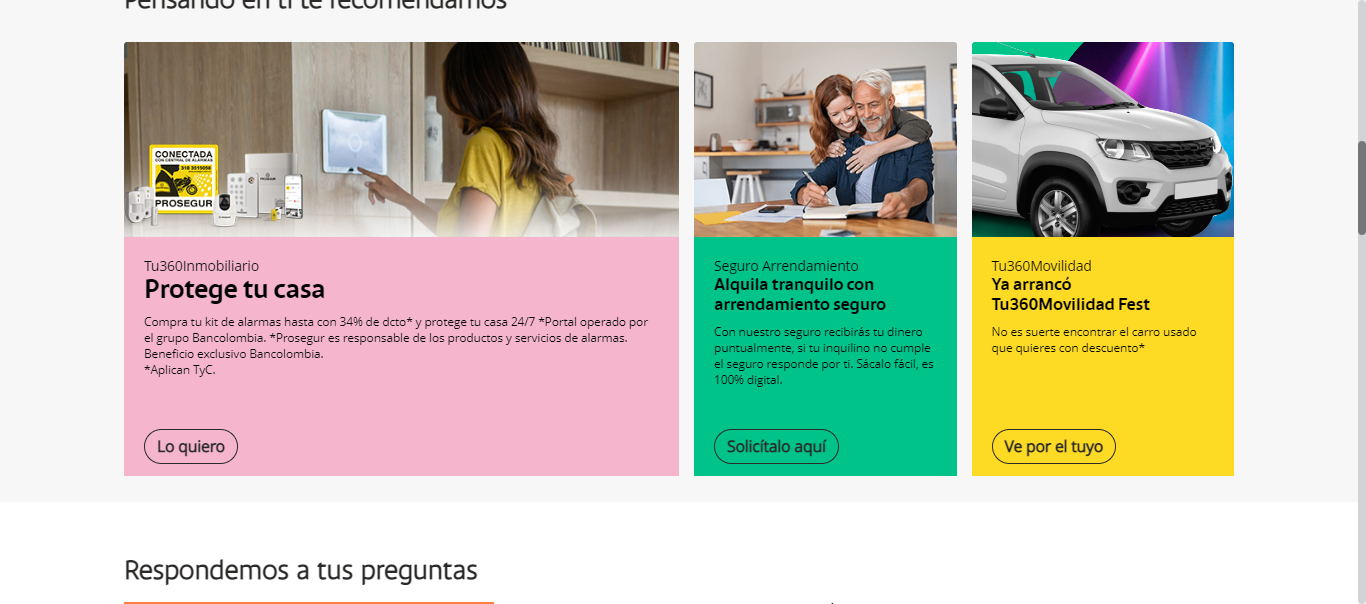 Pensando en ti te recomendamos
CONECTADA
CON CENTRAL DE ALARMAS
PROSEGUR
Tu360Inmobiliario
Protege tu casa
Compra tu kit de alarmas hasta con 34% de dcto* y protege tu casa 24/7 *Portal operado por
el grupo Bancolombia. *Prosegur es responsable de los productos y servicios de alarmas.
Beneficio exclusivo Bancolombia.
*Aplican TyC.
Lo quiero
Seguro Arrendamiento
Alquila tranquilo con
arrendamiento seguro
Con nuestro seguro recibirás tu dinero
puntualmente, si tu inquilino no cumple
el seguro responde por ti. Sácalo fácil, es
100% digital.
Solicítalo aquí
Tu360Movilidad
Ya arrancó
Tu360Movilidad Fest
No es suerte encontrar el carro usado
que quieres con descuento*
Ve por el tuyo
Respondemos a tus preguntas